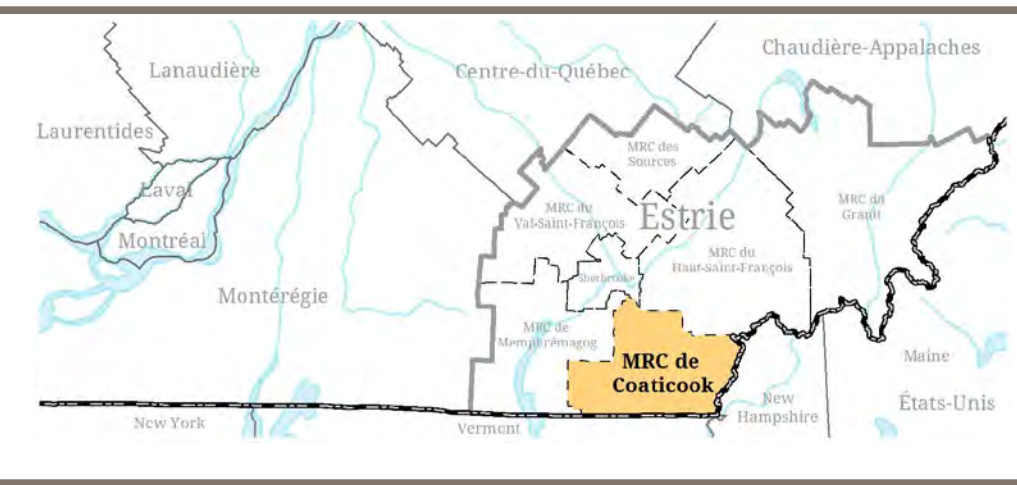 Chaudière-Appalaches
Lanaudière
Centre-du-Québec
Laurentides
MRC des
Sources
Laval
MRC du
Val-Saint-François
Estrie
MRC du
Granit
Montréal
MRC du
Haut-Saint-François
Sherbrooke
Montérégie
MRC de
Memphrémagog
MRC de
Coaticook
Maine
États-Unis
New
Hampshire
New York
Vermont